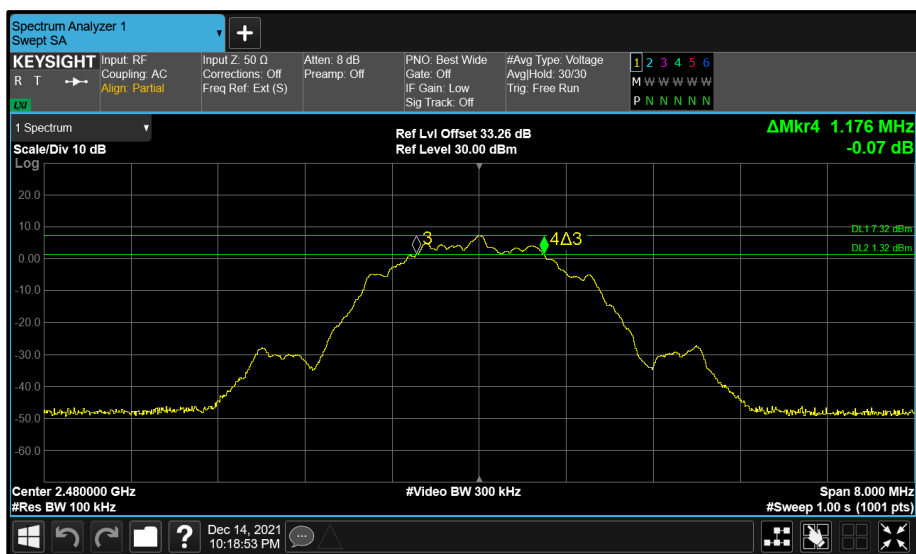 Spectrum Analyzer 1
Swept SA
+
KEYSIGHT
R T
LXI
Input: RF
Coupling: AC
Align: Partial
Input Z: 50 Ω
Corrections: Off
Freq Ref: Ext (S)
Atten: 8 dB
Preamp: Off
PNO: Best Wide
Gate: Off
IF Gain: Low
Sig Track: Off
#Avg Type: Voltage
Avg|Hold: 30/30
Trig: Free Run
1 2 3 4 5 6
M W W W W W
P N N N N N
1 Spectrum
Scale/Div 10 dB
Log
Ref Lvl Offset 33.26 dB
Ref Level 30.00 dBm
ΔMkr4 1.176 MHz
-0.07 dB
20.0
10.0
0.00
-10.0
-20.0
-30.0
-40.0
-50.0
-60.0
3
4Δ3
DL1 7.32 dBm
DL2 1.32 dBm
Center 2.480000 GHz
#Res BW 100 kHz
#Video BW 300 kHz
Span 8.000 MHz
#Sweep 1.00 s (1001 pts)
?
Dec 14, 2021
10:18:53 PM